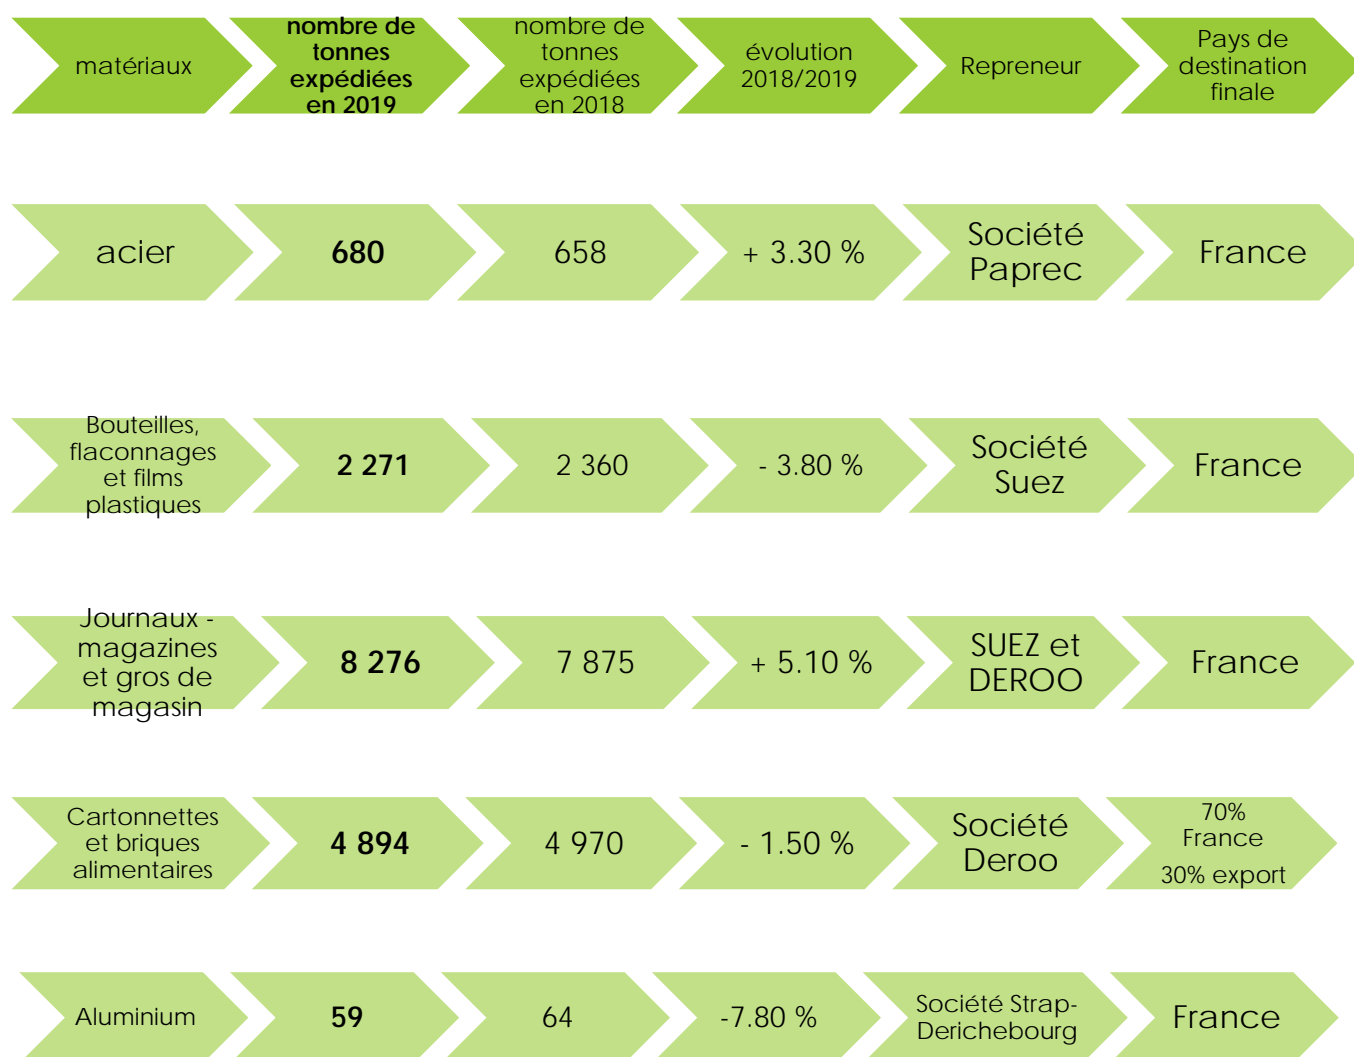 matériaux
nombre de
tonnes
expédiées
en 2019
nombre de
tonnes
expédiées
en 2018
évolution
2018/2019
Repreneur
Pays de
destination
finale
acier
680
658
+ 3.30 %
Société
Paprec
France
Bouteilles,
flaconnages
et films
plastiques
2 271
2 360
- 3.80 %
Société
Suez
France
Journaux -
magazines
et gros de
magasin
8 276
7 875
+ 5.10 %
SUEZ et
DEROO
France
Cartonnettes
et briques
alimentaires
4 894
4 970
- 1.50 %
Société
Deroo
70%
France
30% export
Aluminium
59
64
-7.80 %
Société Strap-
Derichebourg
France